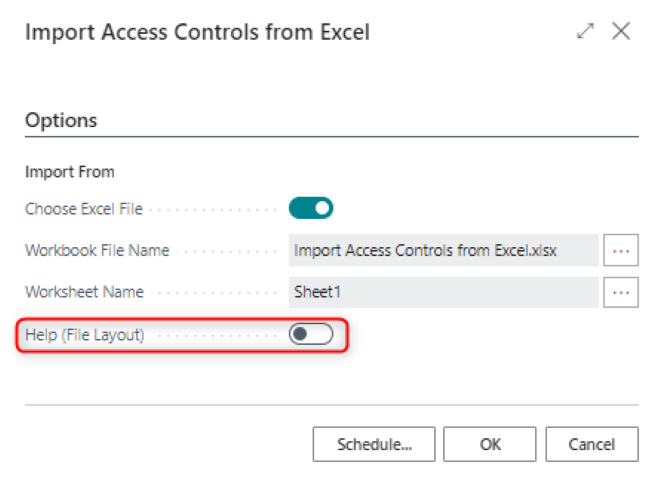 Import Access Controls from Excel
Options
Import From
Choose Excel File
Workbook File Name Import Access Controls from Excel.xlsx ...
Worksheet Name Sheet1 ...
Help (File Layout)
Schedule... OK Cancel